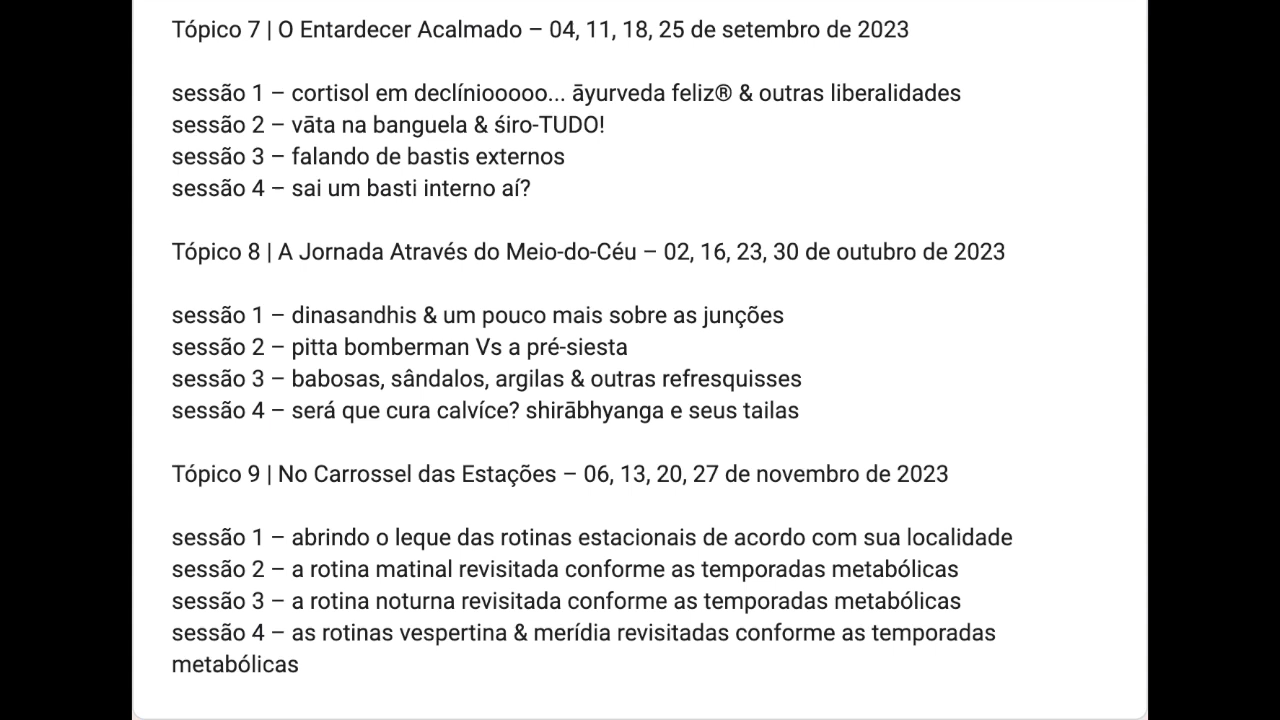 Tópico 7 | O Entardecer Acalmado – 04, 11, 18, 25 de setembro de 2023
sessão 1 – cortisol em declíniooooo... āyurveda feliz® & outras liberalidades
sessão 2 – vāta na banguela & śiro-TUDO!
sessão 3 – falando de bastis externos
sessão 4 – sai um basti interno aí?
Tópico 8 | A Jornada Através do Meio-do-Céu – 02, 16, 23, 30 de outubro de 2023
sessão 1 – dinasandhis & um pouco mais sobre as junções
sessão 2 – pitta bomberman Vs a pré-siesta
sessão 3 – babosas, sândalos, argilas & outras refresquisses
sessão 4 – será que cura calvíce? shirābhyanga e seus tailas
Tópico 9 | No Carrossel das Estações – 06, 13, 20, 27 de novembro de 2023
sessão 1 – abrindo o leque das rotinas estacionais de acordo com sua localidade
sessão 2 – a rotina matinal revisitada conforme as temporadas metabólicas
sessão 3 – a rotina noturna revisitada conforme as temporadas metabólicas
sessão 4 – as rotinas vespertina & merídia revisitadas conforme as temporadas
metabólicas